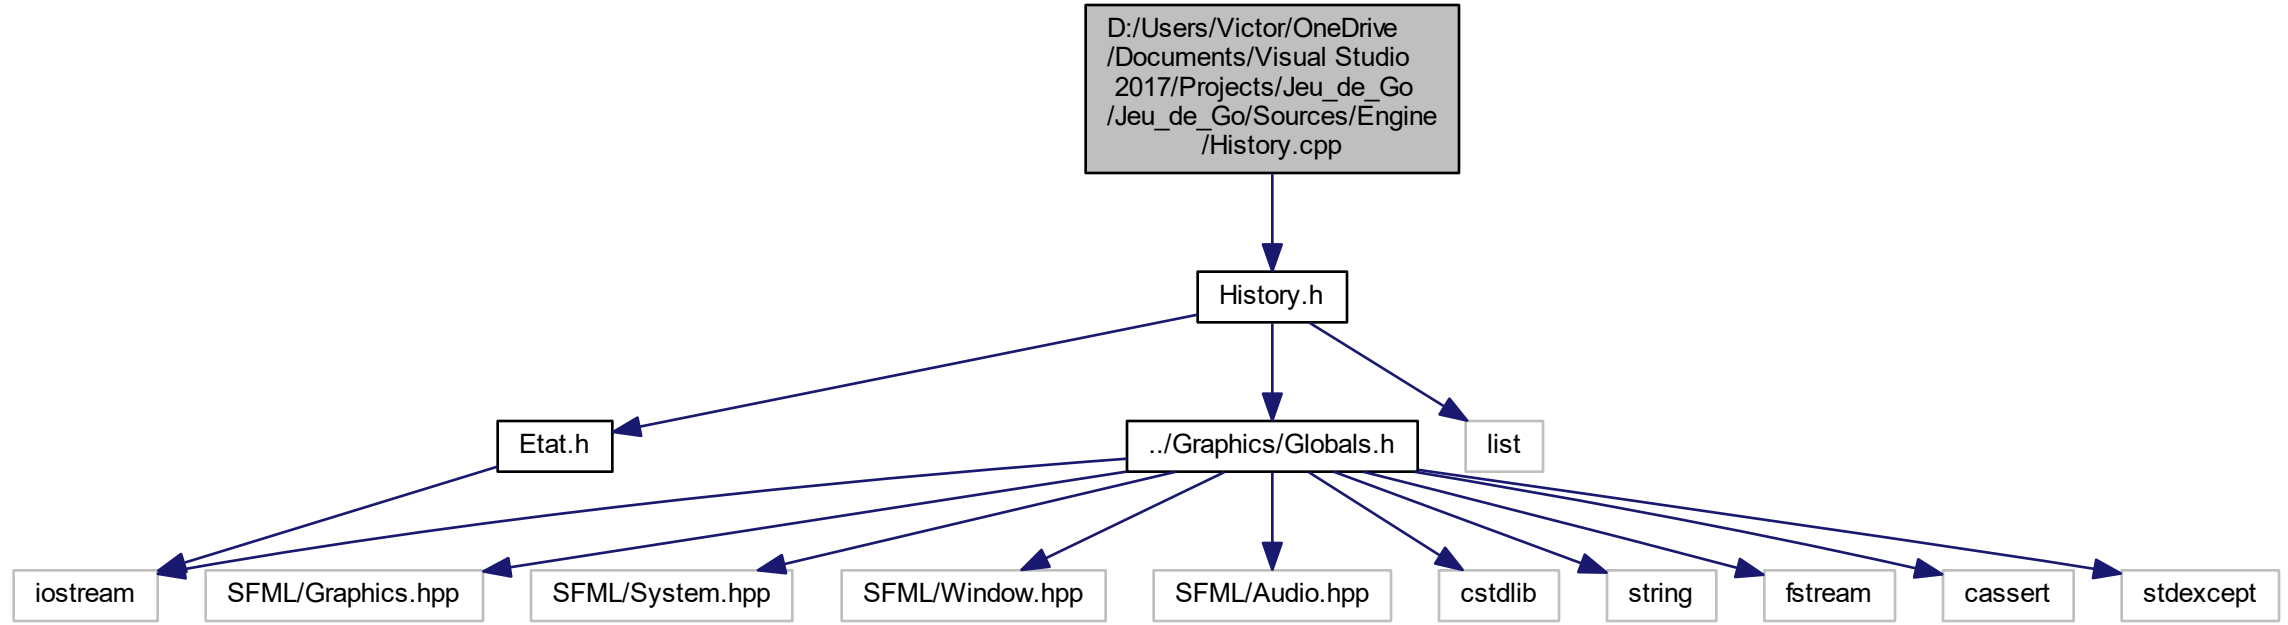 D:/Users/Victor/OneDrive
/Documents/Visual Studio
2017/Projects/Jeu_de_Go
/Jeu_de_Go/Sources/Engine
/History.cpp
History.h
Etat.h
../Graphics/Globals.h
list
iostream
SFML/Graphics.hpp
SFML/System.hpp
SFML/Window.hpp
SFML/Audio.hpp
cstdlib
string
fstream
cassert
stdexcept